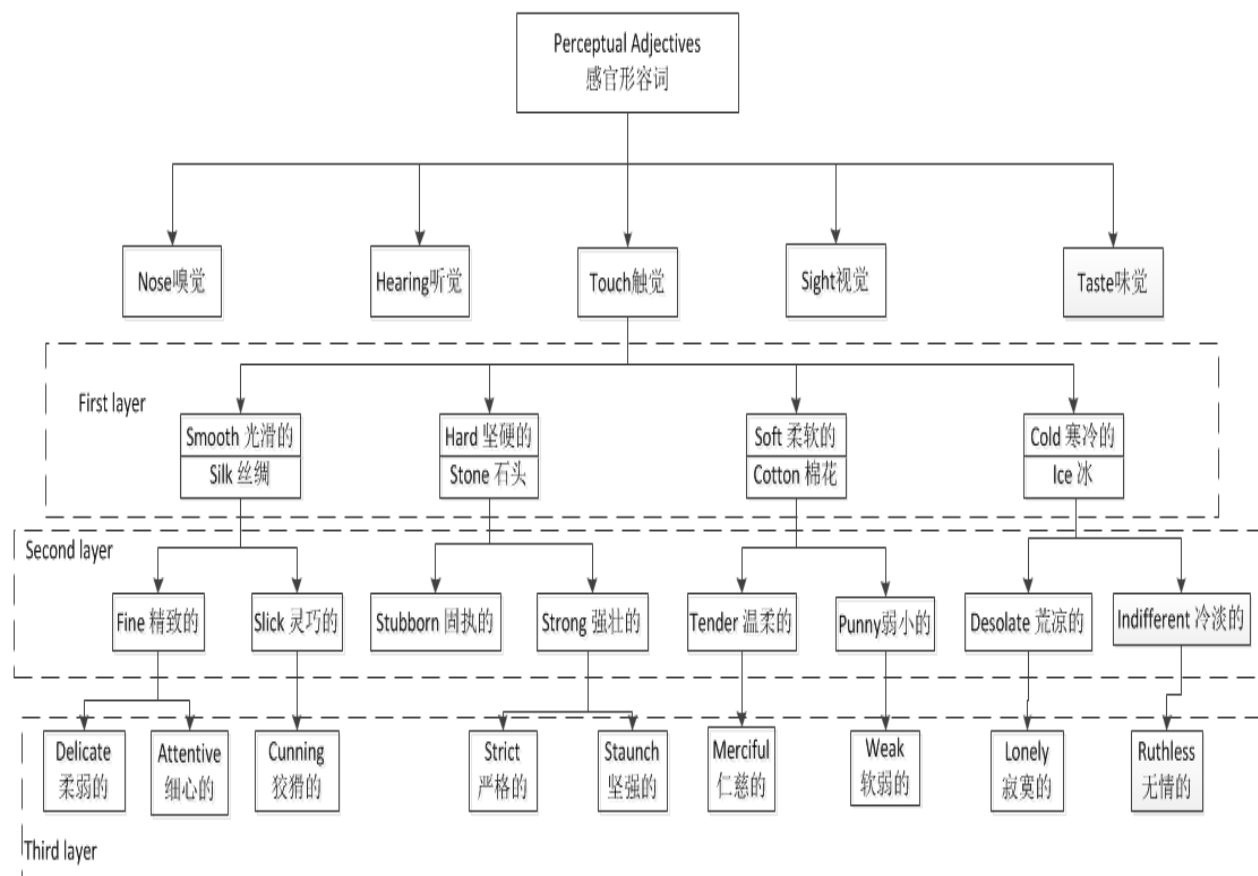 Perceptual Adjectives
感官形容词
Nose嗅觉
Hearing听觉
Touch触觉
Sight视觉
Taste味觉
First layer
Smooth 光滑的
Silk 丝绸
Hard 坚硬的
Stone 石头
Soft 柔软的
Cotton 棉花
Cold 寒冷的
Ice 冰
Second layer
Fine 精致的
Slick 灵巧的
Stubborn 固执的
Strong 强壮的
Tender 温柔的
Punny弱小的
Desolate 荒凉的
Indifferent 冷淡的
Delicate
柔弱的
Attentive
细心的
Cunning
狡猾的
Strict
严格的
Staunch
坚强的
Merciful
仁慈的
Weak
软弱的
Lonely
寂寞的
Ruthless
无情的
Third layer